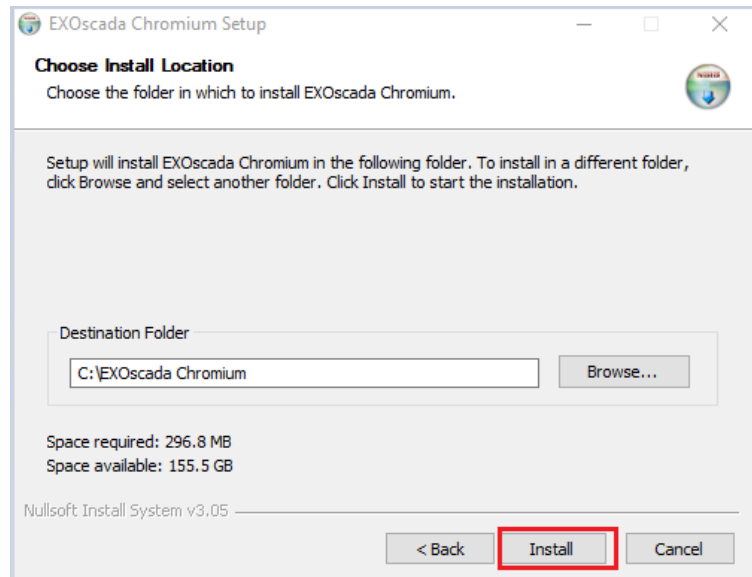 EXOscada Chromium Setup
Choose Install Location
Choose the folder in which to install EXOscada Chromium.
Setup will install EXOscada Chromium in the following folder. To install in a different folder,
click Browse and select another folder. Click Install to start the installation.
Destination Folder
C:\EXOscada Chromium
Browse...
Space required: 296.8 MB
Space available: 155.5 GB
Nullsoft Install System v3.05
< Back
Install
Cancel